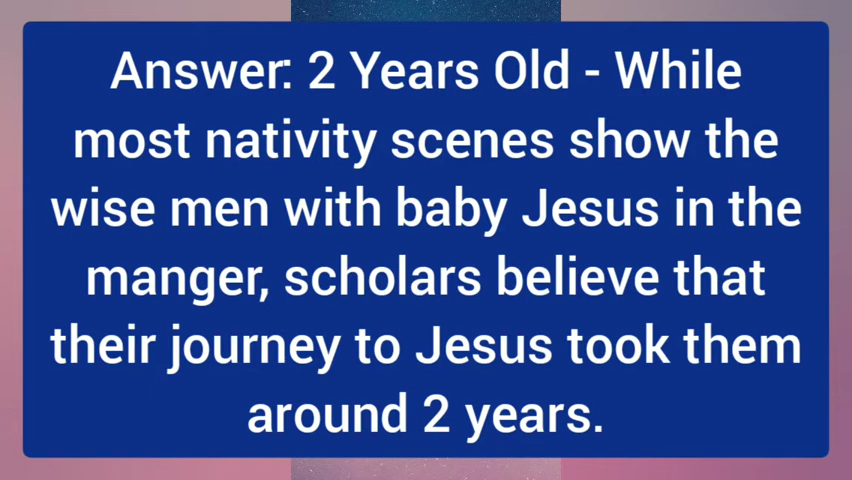 Answer: 2 Years Old - While
most nativity scenes show the
wise men with baby Jesus in the
manger, scholars believe that
their journey to Jesus took them
around 2 years.